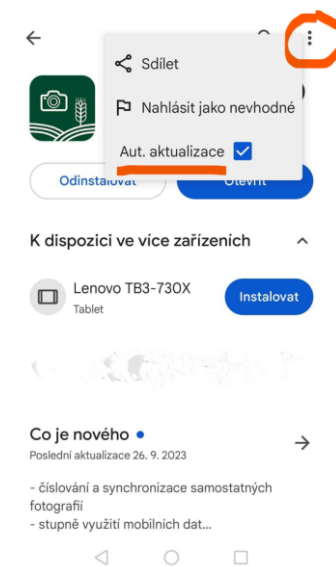 Sdílet
Nahlásit jako nevhodné
Aut. aktualizace
Odinstalovat
Otevřít
K dispozici ve více zařízeních
Lenovo TB3-730X
Tablet
Instalovat
Co je nového
Poslední aktualizace 26. 9. 2023
- číslování a synchronizace samostatných
fotografií
- stupně využití mobilních dat...